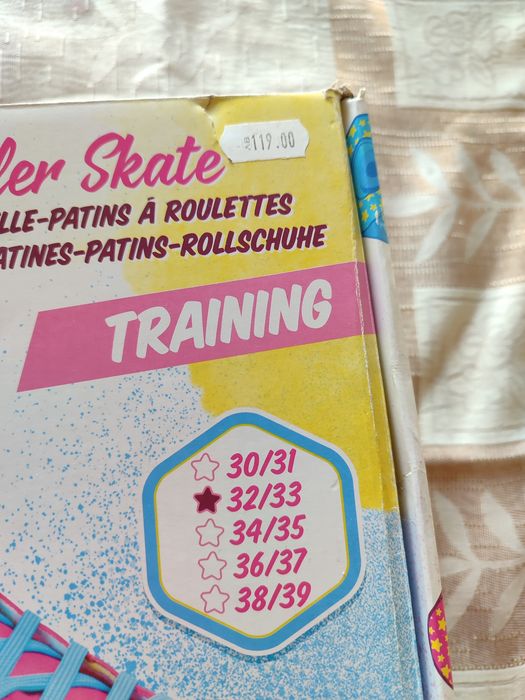 119.00
ler Skate
LLE-PATINS Á ROULETTES
ATINES-PATINS-ROLLSCHUHE
TRAINING
30/31
32/33
34/35
36/37
38/39